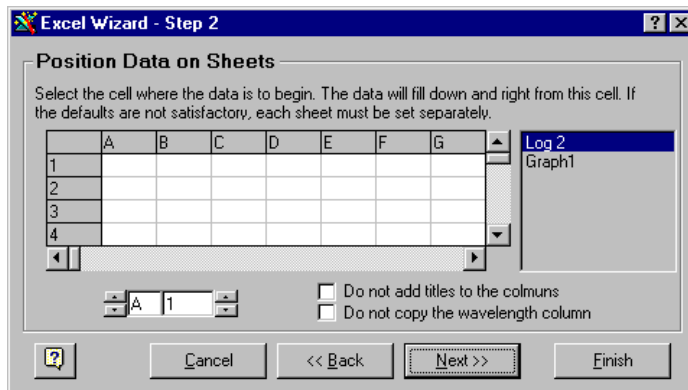 Excel Wizard - Step 2
Position Data on Sheets
Select the cell where the data is to begin. The data will fill down and right from this cell. If
the defaults are not satisfactory, each sheet must be set separately.
A B C D E F G
1
2
3
4
Log 2
Graph1
A 1
Do not add titles to the colmuns
Do not copy the wavelength column
Cancel << Back Next >> Finish